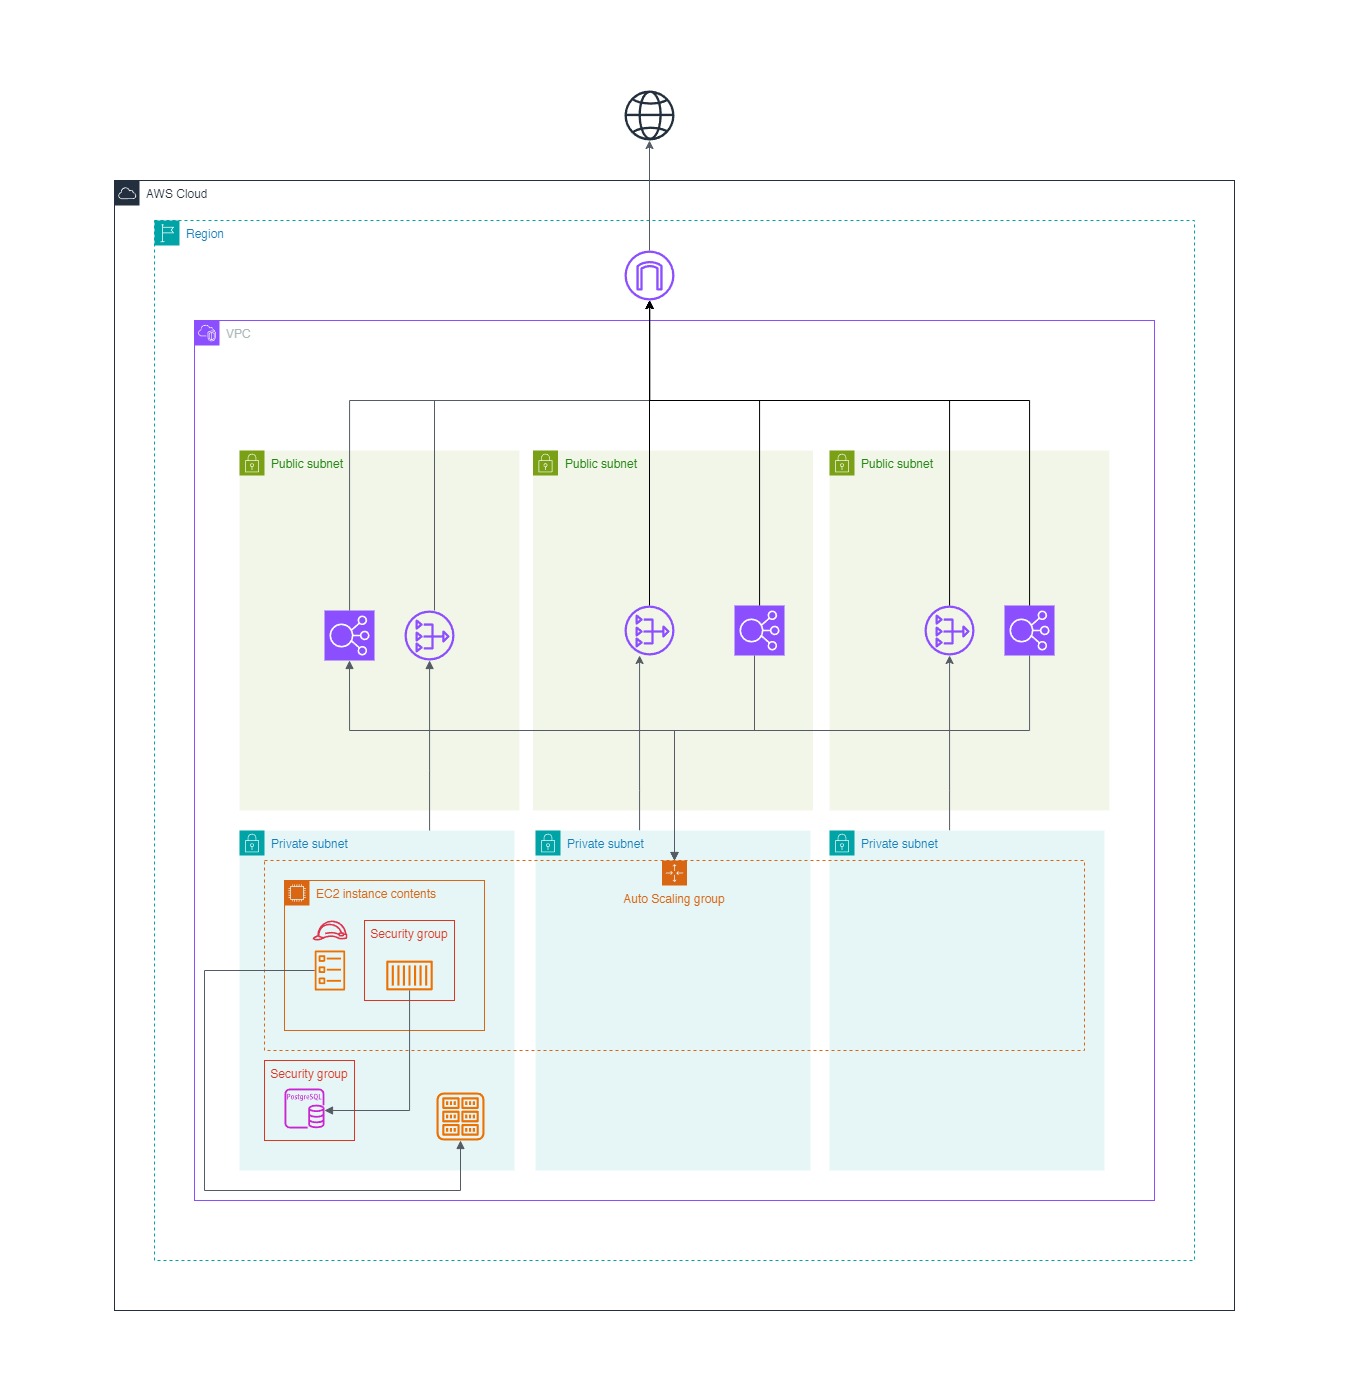 AWS Cloud
Region
VPC
Public subnet
Public subnet
Public subnet
Private subnet
Private subnet
Private subnet
Auto Scaling group
EC2 instance contents
Security group
Security group
PostgreSQL